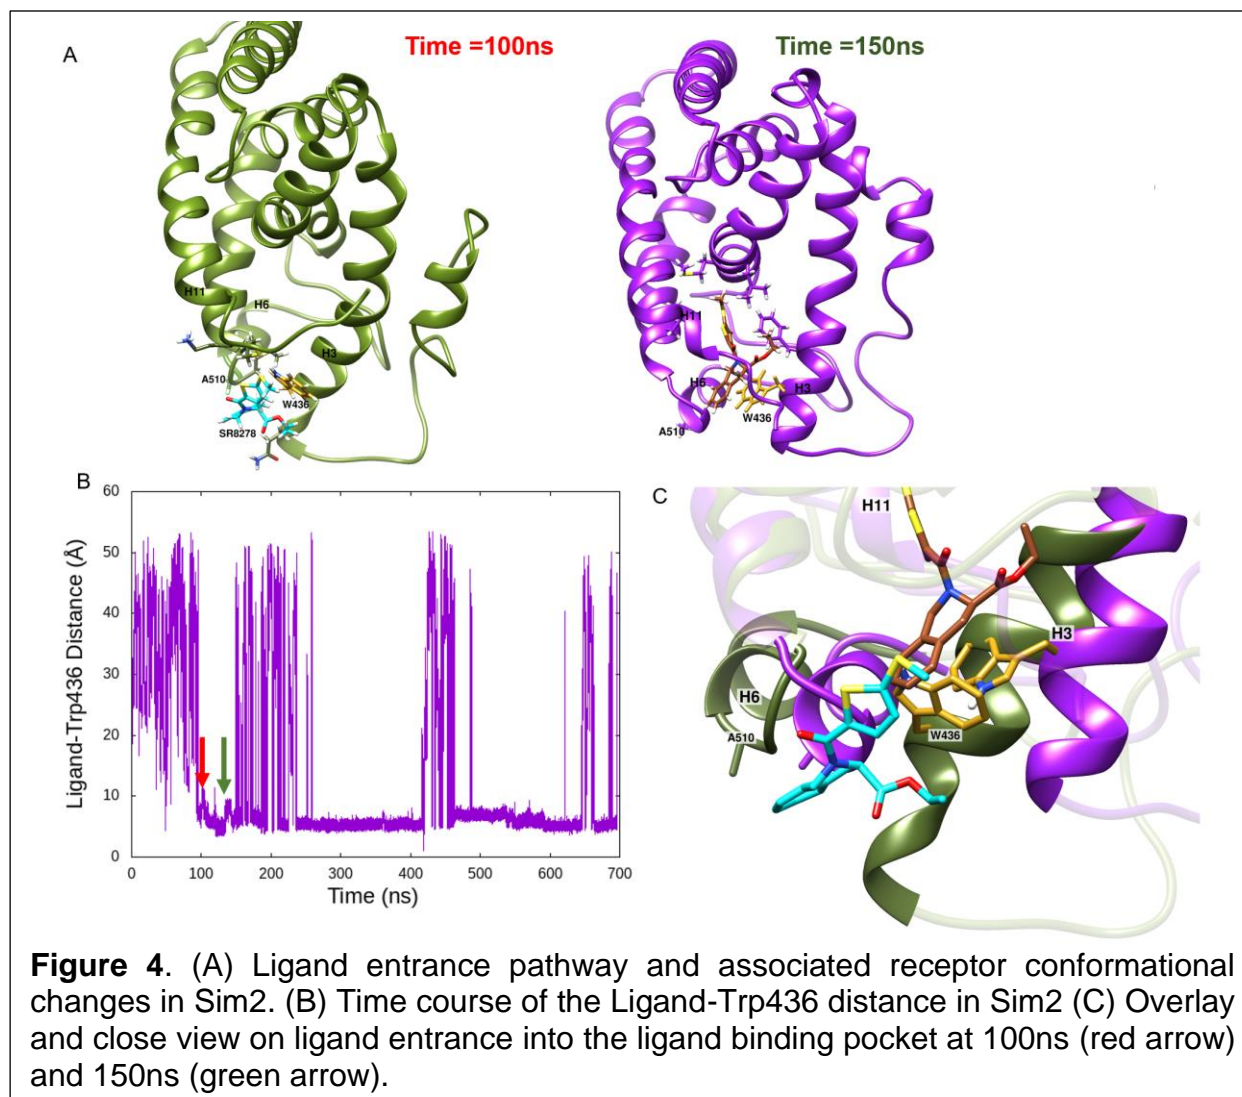 A
Time =100ns
Time =150ns
H11
H6
H3
A510
W436
SR8278
H11
H6
H3
W436
A510
B
60
50
40
30
20
10
0
Ligand-Trp436 Distance (Å)
0 100 200 300 400 500 600 700
Time (ns)
C
H11
H3
H6
A510
W436
Figure 4. (A) Ligand entrance pathway and associated receptor conformational
changes in Sim2. (B) Time course of the Ligand-Trp436 distance in Sim2 (C) Overlay
and close view on ligand entrance into the ligand binding pocket at 100ns (red arrow)
and 150ns (green arrow).